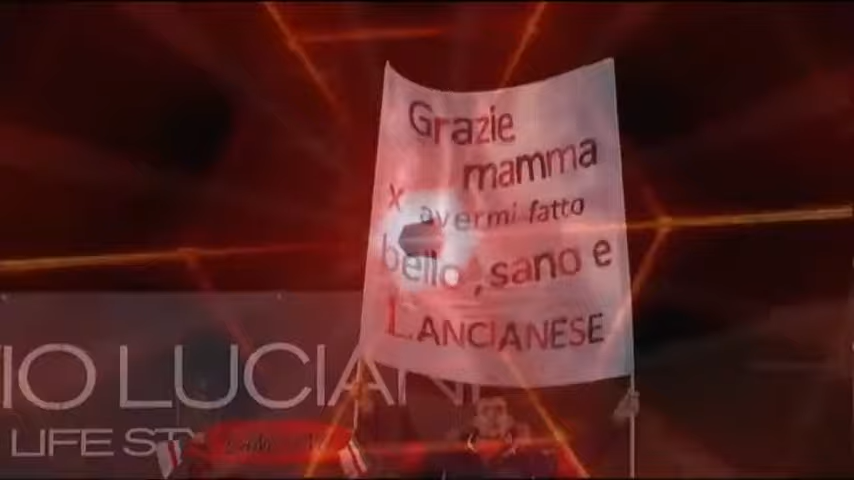 Grazie
mamma
x avermi fatto
bello, sano e
LANCIANESE
IO LUCIANI
LIFE ST